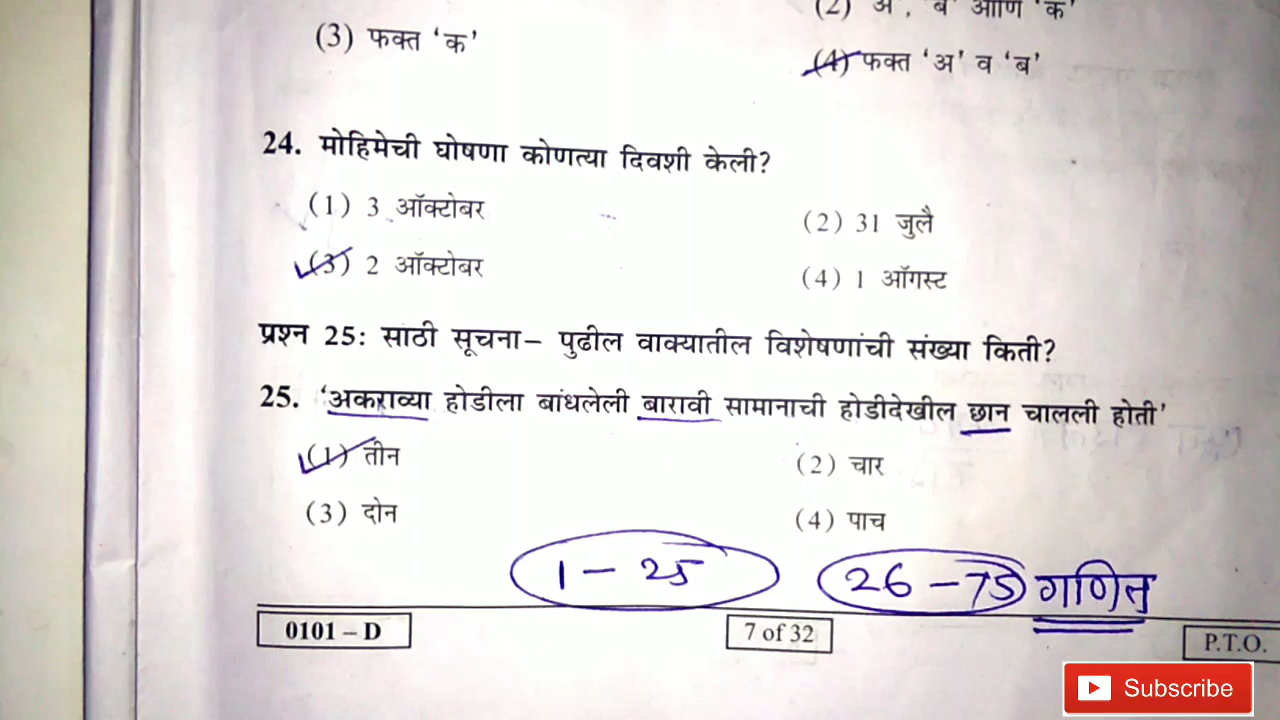 (2) 'अ', 'ब' आणि 'क'
(3) फक्त 'क'
(4) फक्त 'अ' व 'ब'
24. मोहिमेची घोषणा कोणत्या दिवशी केली?
(1) 3 ऑक्टोबर
(2) 31 जुलै
(3) 2 ऑक्टोबर
(4) 1 ऑगस्ट
प्रश्न 25: साठी सूचना– पुढील वाक्यातील विशेषणांची संख्या किती?
25. 'अकराव्या होडीला बांधलेली बारावी सामानाची होडीदेखील छान चालली होती'
(1) तीन
(2) चार
(3) दोन
(4) पाच
1 – 25
26 – 75 गणित
0101 – D
7 of 32
P.T.O.
Subscribe